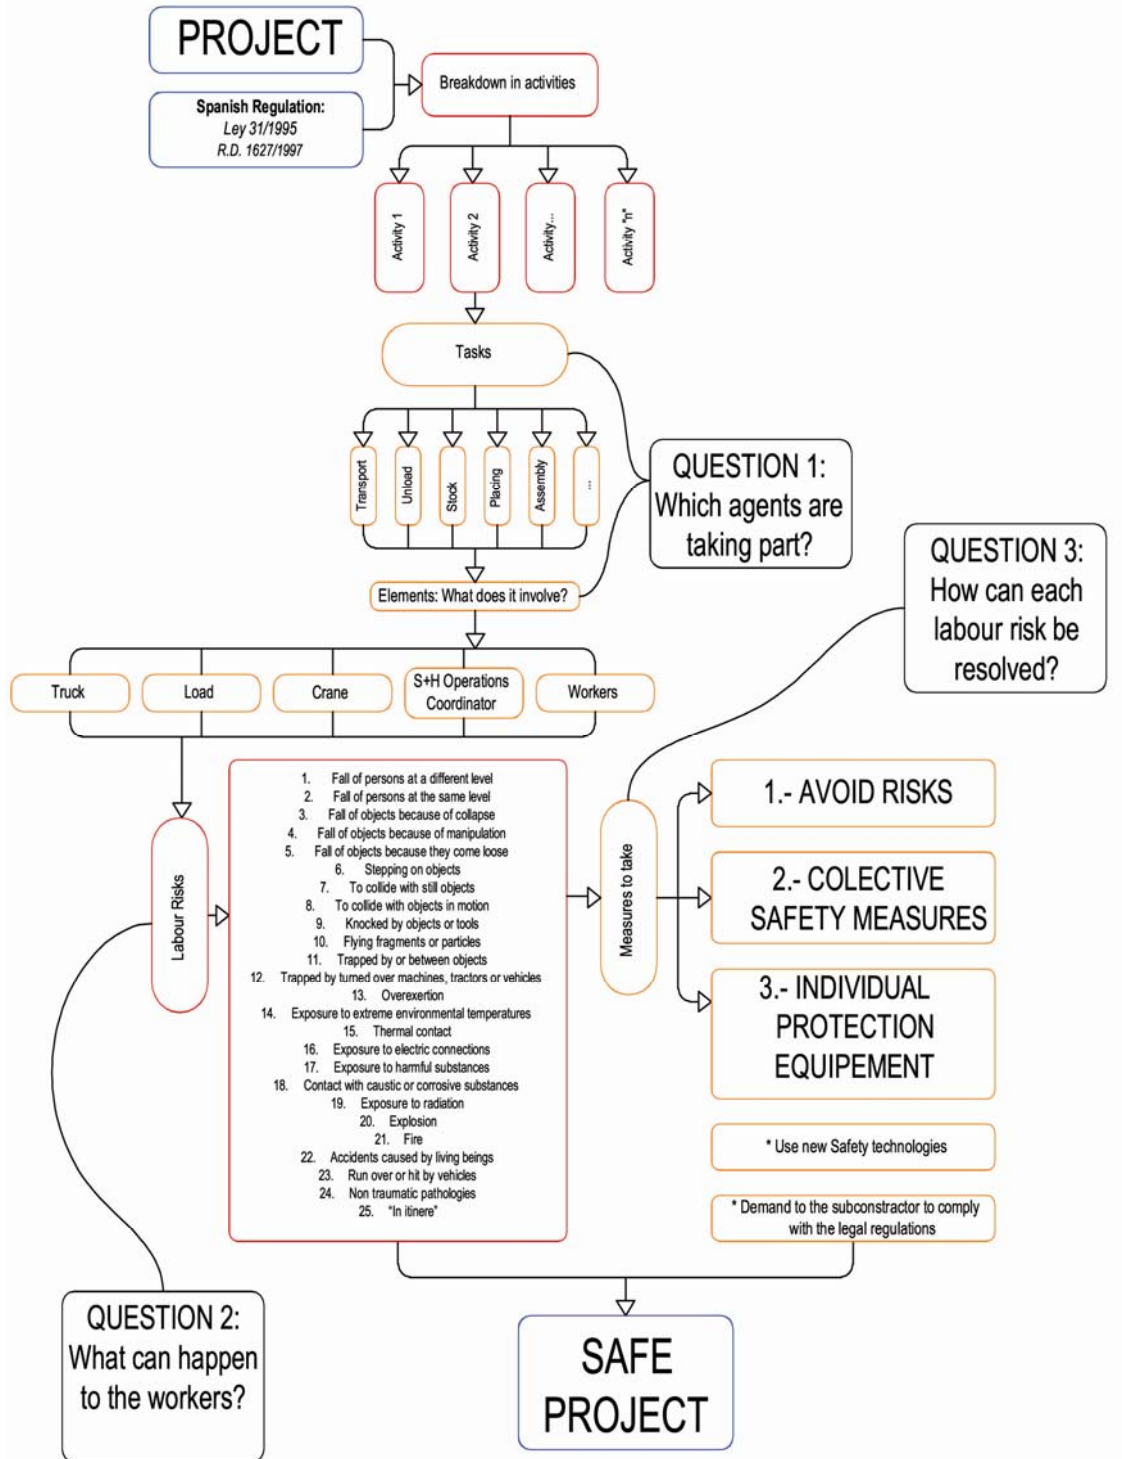 PROJECT
Spanish Regulation:
Ley 31/1995
R.D. 1627/1997
Breakdown in activities
Activity 1
Activity 2
Activity...
Activity "n"
Tasks
Transport
Unload
Stock
Placing
Assembly
...
QUESTION 1:
Which agents are
taking part?
Elements: What does it involve?
QUESTION 3:
How can each
labour risk be
resolved?
Truck
Load
Crane
S+H Operations
Coordinator
Workers
Labour Risks
1. Fall of persons at a different level
2. Fall of persons at the same level
3. Fall of objects because of collapse
4. Fall of objects because of manipulation
5. Fall of objects because they come loose
6. Stepping on objects
7. To collide with still objects
8. To collide with objects in motion
9. Knocked by objects or tools
10. Flying fragments or particles
11. Trapped by or between objects
12. Trapped by turned over machines, tractors or vehicles
13. Overexertion
14. Exposure to extreme environmental temperatures
15. Thermal contact
16. Exposure to electric connections
17. Exposure to harmful substances
18. Contact with caustic or corrosive substances
19. Exposure to radiation
20. Explosion
21. Fire
22. Accidents caused by living beings
23. Run over or hit by vehicles
24. Non traumatic pathologies
25. "In itinere"
Measures to take
1.- AVOID RISKS
2.- COLECTIVE
SAFETY MEASURES
3.- INDIVIDUAL
PROTECTION
EQUIPEMENT
* Use new Safety technologies
* Demand to the subconstractor to comply
with the legal regulations
QUESTION 2:
What can happen
to the workers?
SAFE
PROJECT